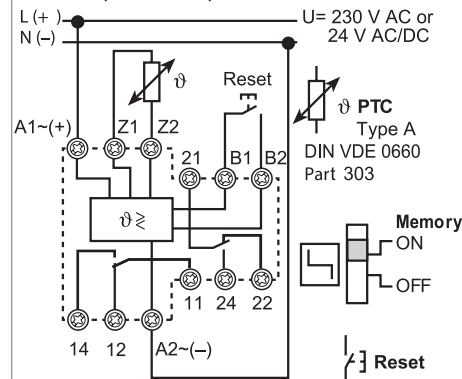 L (+)
U= 230 V AC or
N (–)
24 V AC/DC
ϑ
Reset
ϑ PTC
A1~(+) Z1 Z2
Type A
21 B1 B2
DIN VDE 0660
Part 303
ϑ ≥
Memory
ON
OFF
11 24 22
14 12 A2~(–)
Reset